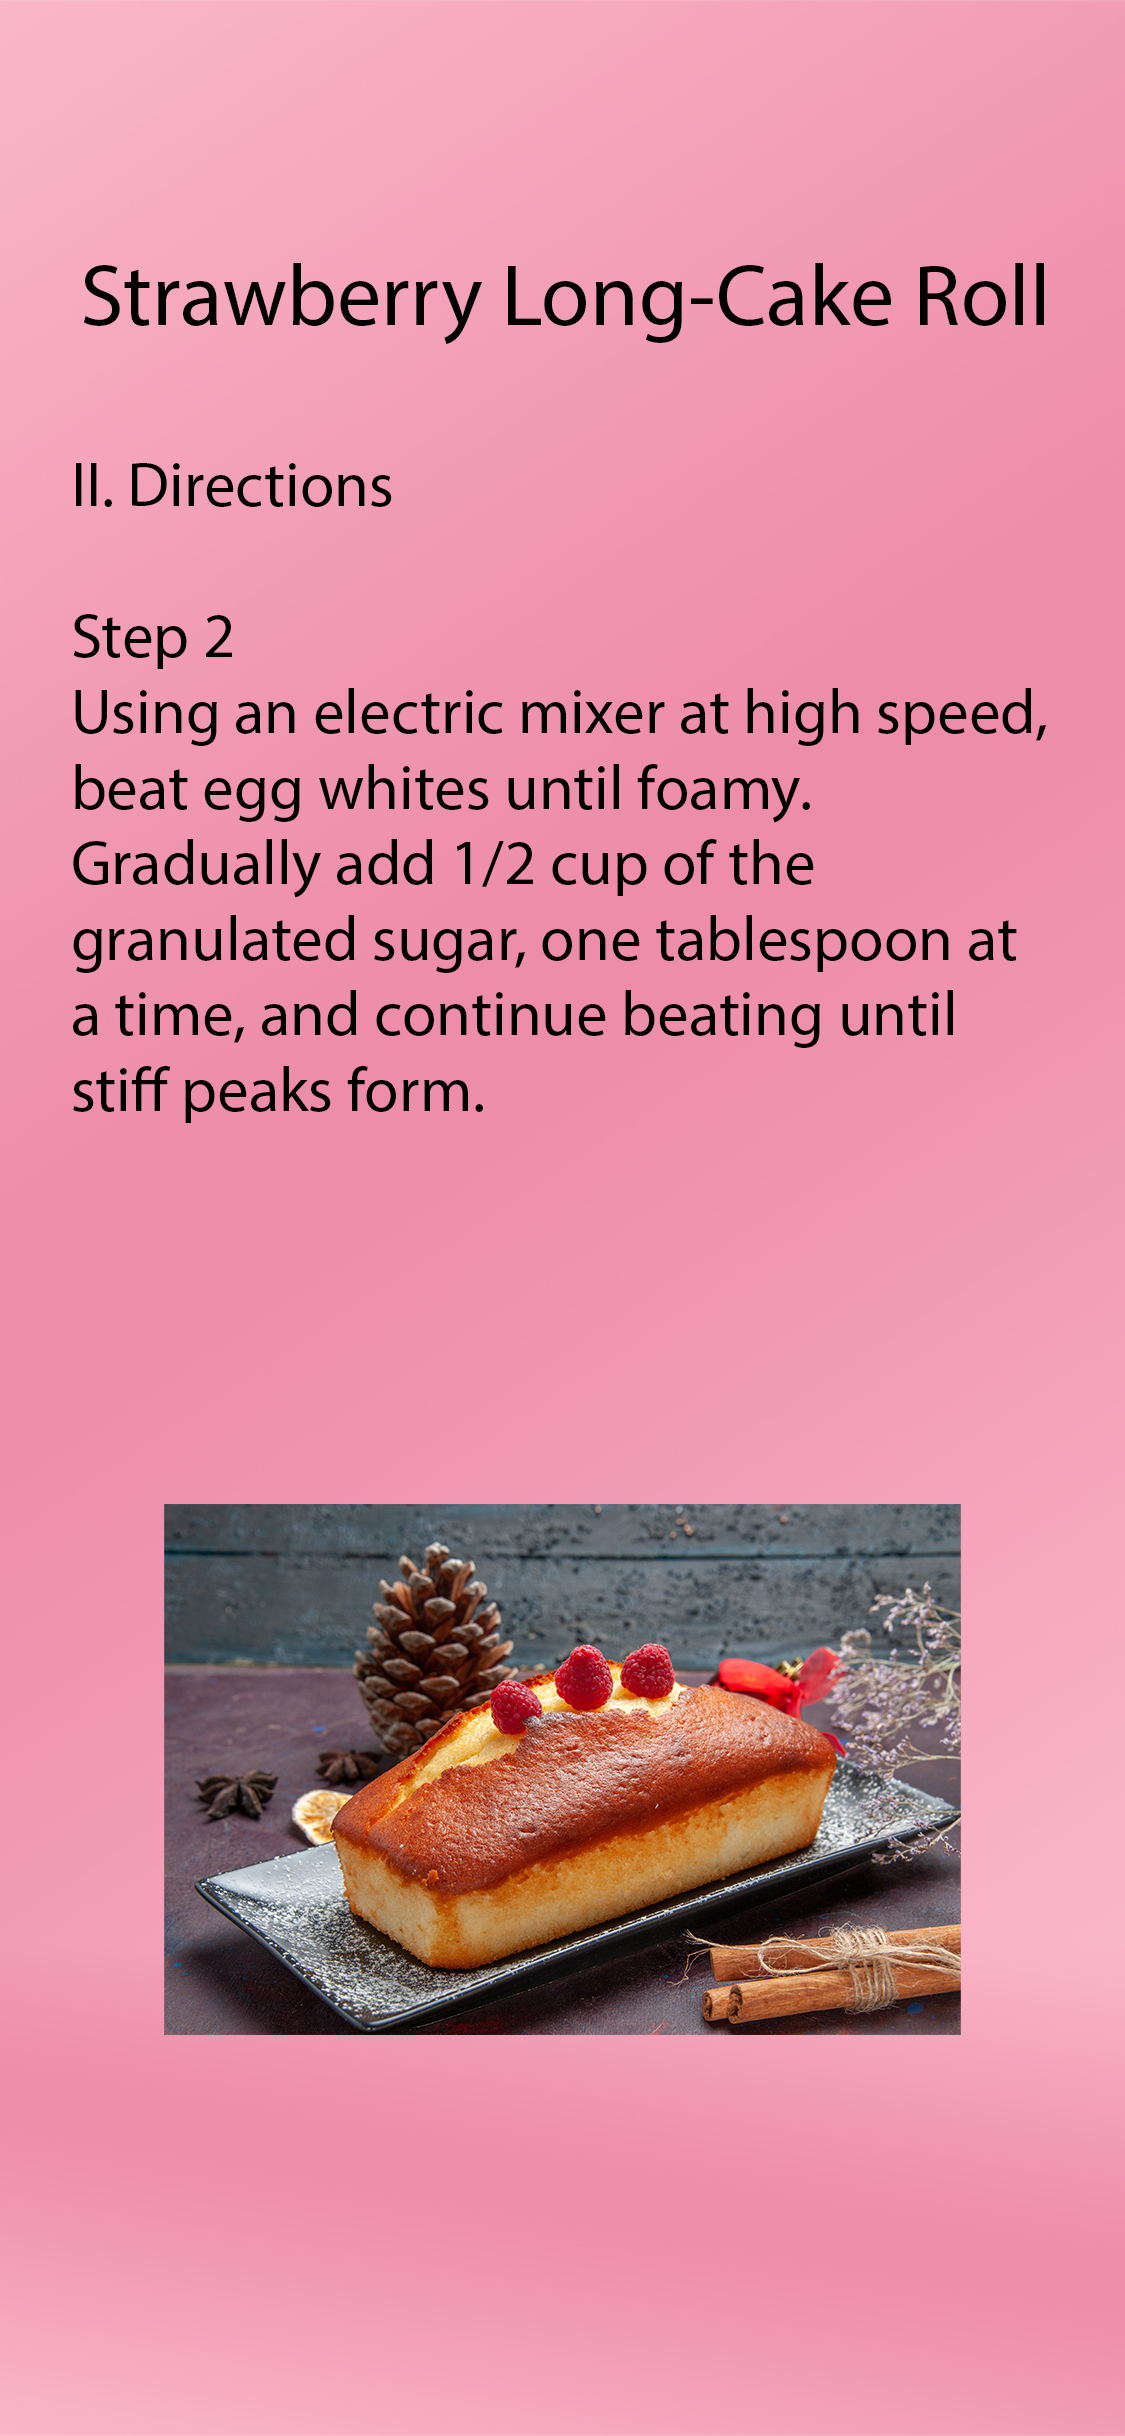 Strawberry Long-Cake Roll
II. Directions
Step 2
Using an electric mixer at high speed,
beat egg whites until foamy.
Gradually add 1/2 cup of the
granulated sugar, one tablespoon at
a time, and continue beating until
stiff peaks form.